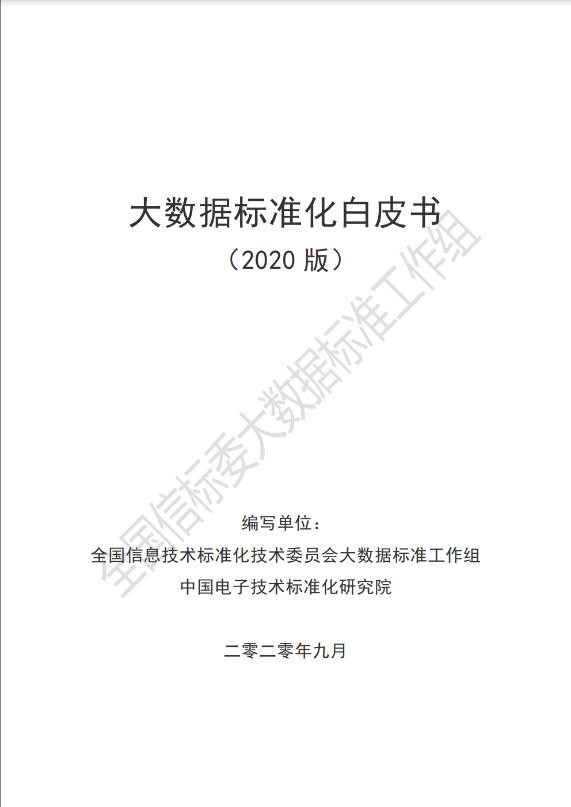 大数据标准化白皮书
（2020 版）
全国信标委大数据标准工作组
编写单位：
全国信息技术标准化技术委员会大数据标准工作组
中国电子技术标准化研究院
二零二零年九月